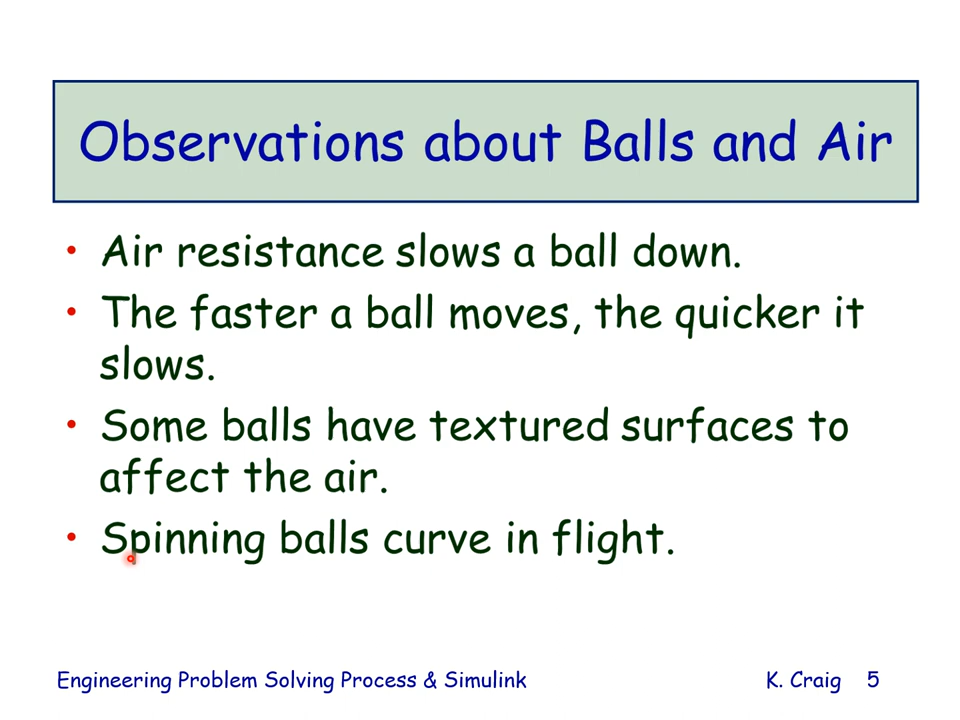 Observations about Balls and Air
• Air resistance slows a ball down.
• The faster a ball moves, the quicker it
slows.
• Some balls have textured surfaces to
affect the air.
• Spinning balls curve in flight.
Engineering Problem Solving Process & Simulink K. Craig 5